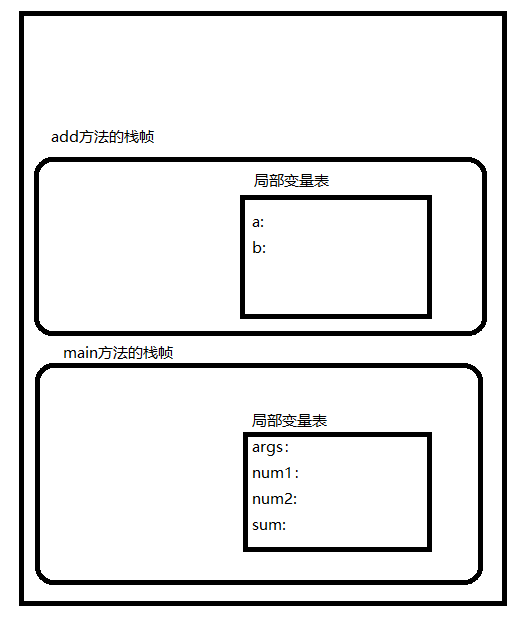 add方法的栈帧
局部变量表
a:
b:
main方法的栈帧
局部变量表
args：
num1：
num2:
sum: